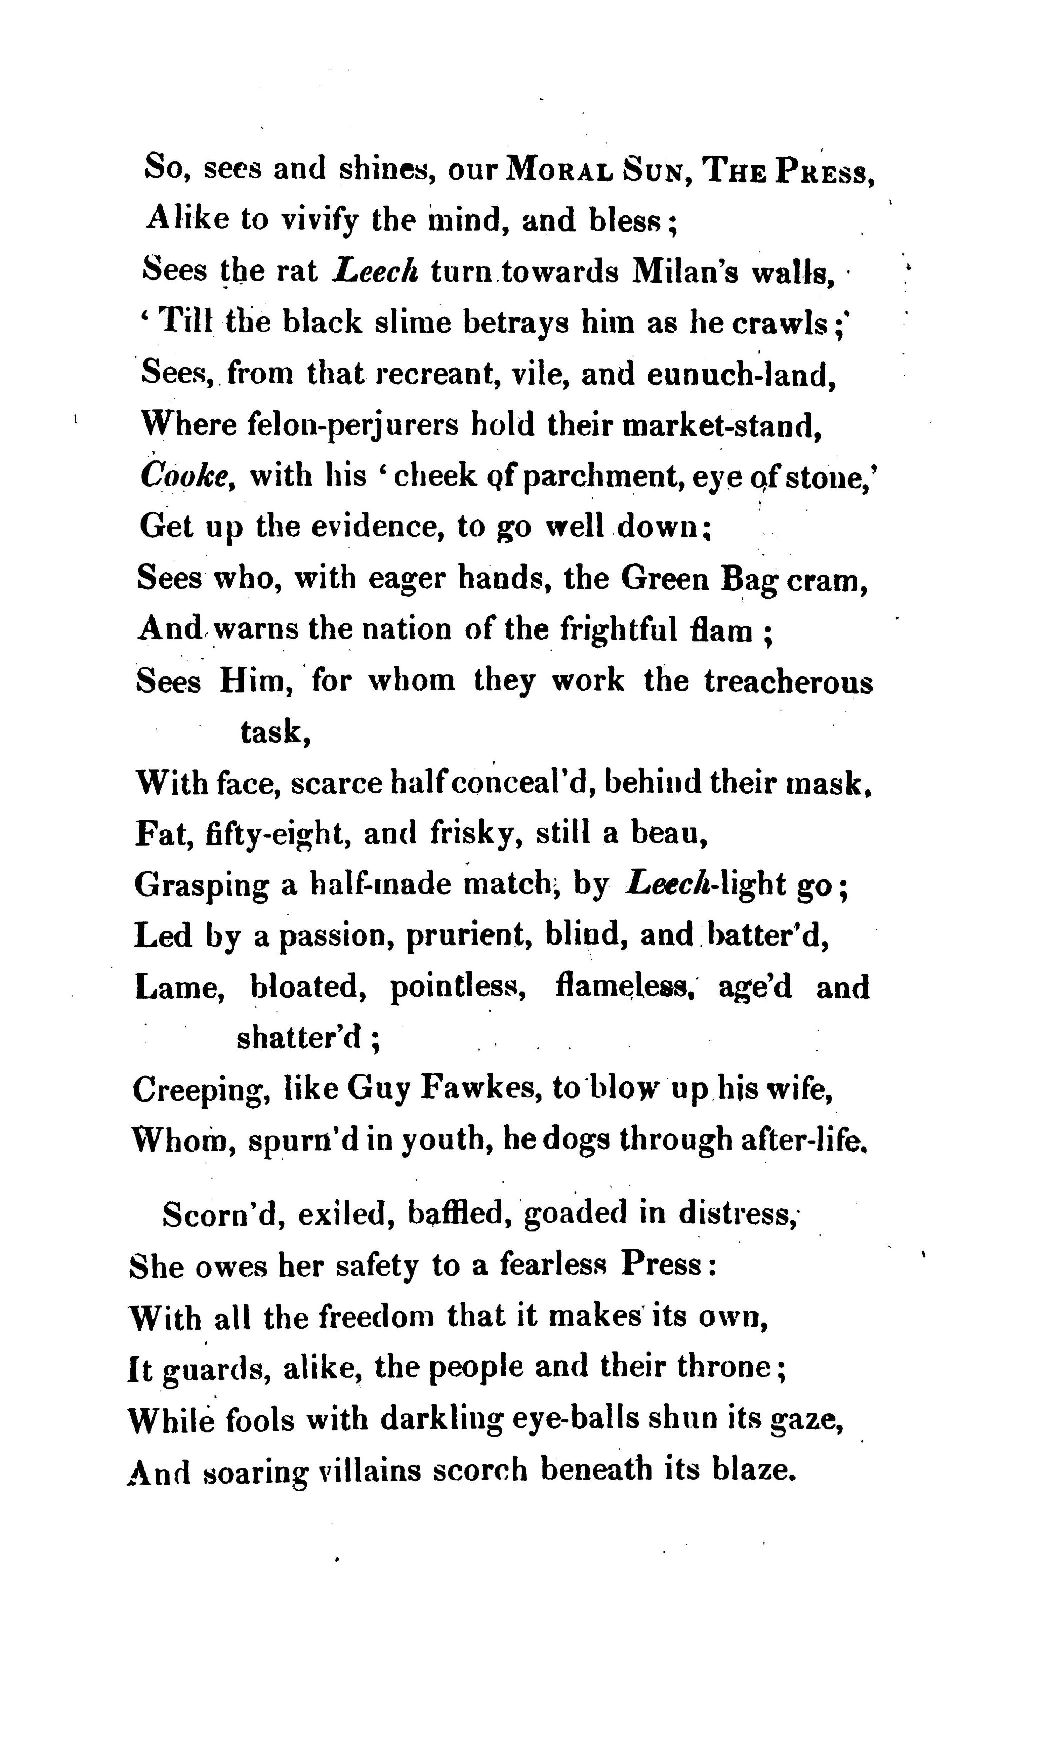 So, sees and shines, our MORAL SUN, THE PRESS,
Alike to vivify the mind, and bless;
Sees the rat Leech turn towards Milan's walls,
‘Till the black slime betrays him as he crawls;’
Sees, from that recreant, vile, and eunuch-land,
Where felon-perjurers hold their market-stand,
Cooke, with his ‘cheek of parchment, eye of stone,’
Get up the evidence, to go well down;
Sees who, with eager hands, the Green Bag cram,
And warns the nation of the frightful flam;
Sees Him, for whom they work the treacherous
task,
With face, scarce half conceal'd, behind their mask,
Fat, fifty-eight, and frisky, still a beau,
Grasping a half-made match, by Leech-light go;
Led by a passion, prurient, blind, and batter'd,
Lame, bloated, pointless, flameless, age'd and
shatter'd;
Creeping, like Guy Fawkes, to blow up his wife,
Whom, spurn'd in youth, he dogs through after-life.
Scorn'd, exiled, baffled, goaded in distress,
She owes her safety to a fearless Press:
With all the freedom that it makes its own,
It guards, alike, the people and their throne;
While fools with darkling eye-balls shun its gaze,
And soaring villains scorch beneath its blaze.